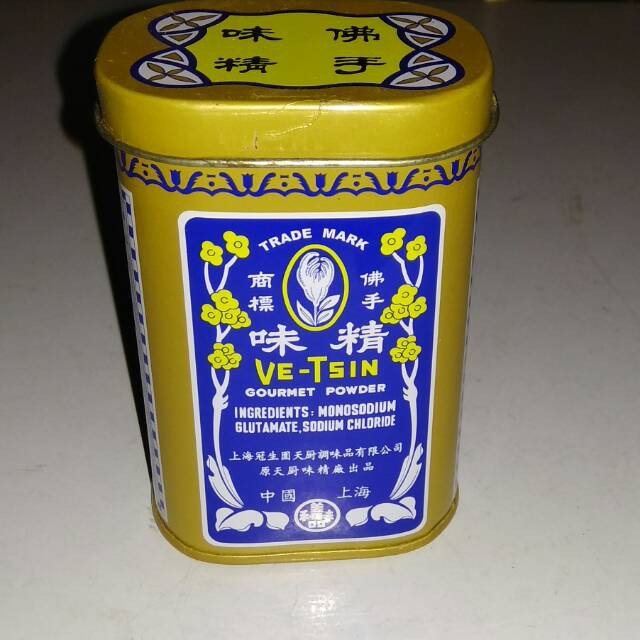 佛手
味精
TRADE MARK
佛手
商標
味精
VE-TSIN
GOURMET POWDER
INGREDIENTS: MONOSODIUM
GLUTAMATE, SODIUM CHLORIDE
上海冠生園天厨調味品有限公司
原天厨味精廠出品
中國 上海